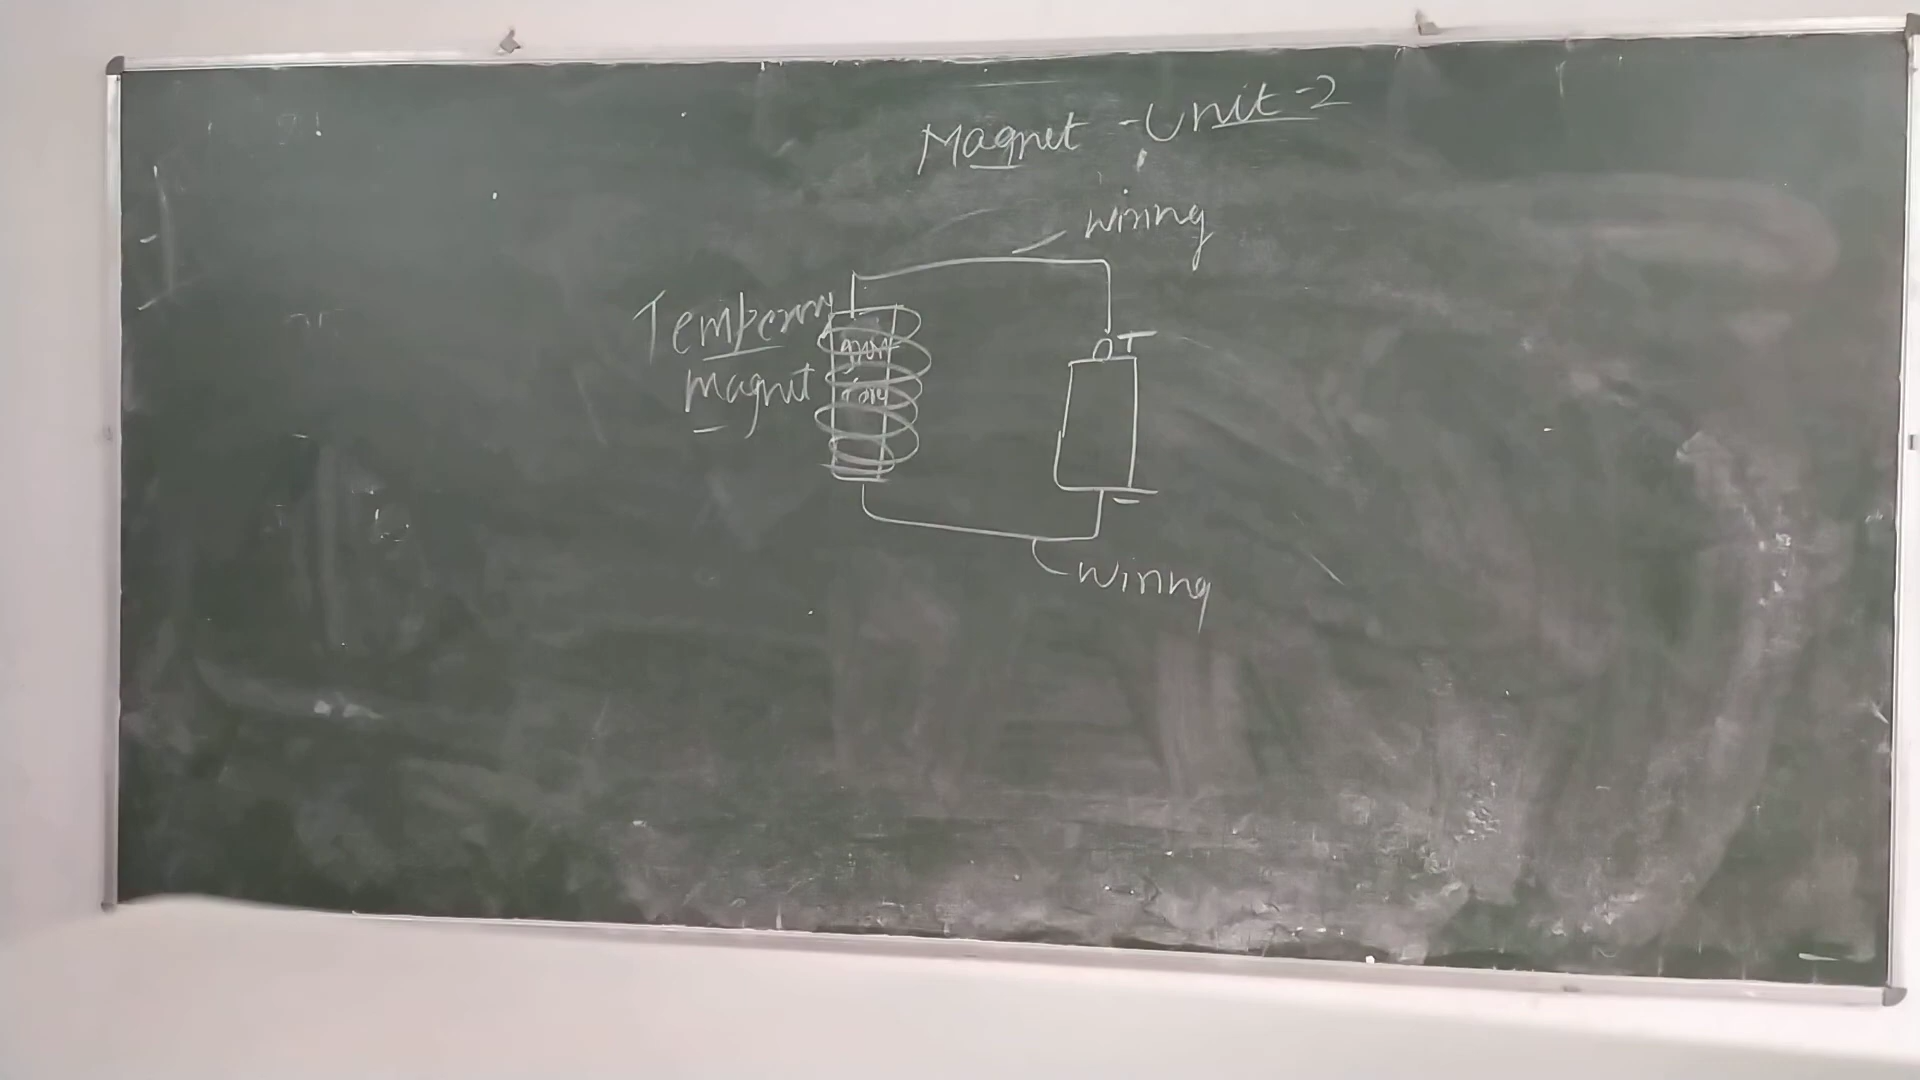 Magnet - Unit-2
wiring
Temperory
magnet
wiring